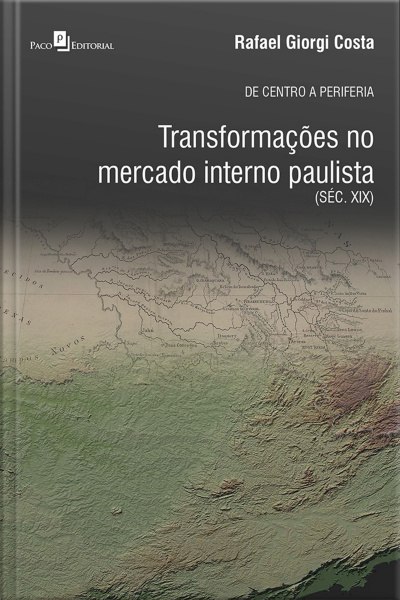 PACO EDITORIAL
Rafael Giorgi Costa
DE CENTRO A PERIFERIA
Transformações no
mercado interno paulista
(SÉC. XIX)